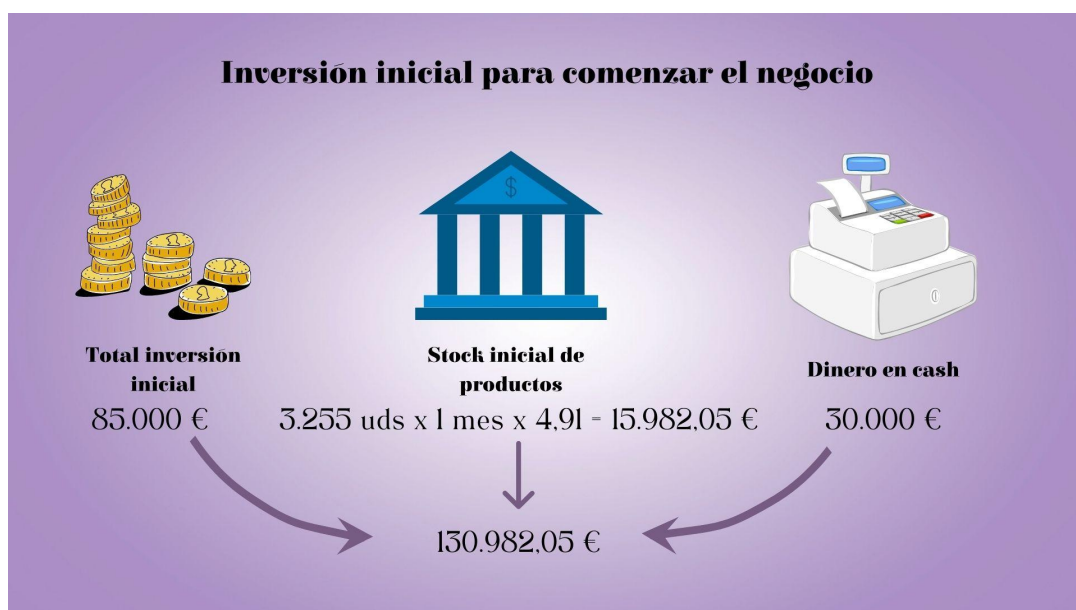 Inversión inicial para comenzar el negocio
$
Total inversión
inicial
85.000 €
Stock inicial de
productos
3.255 uds x 1 mes x 4,91 = 15.982,05 €
Dinero en cash
30.000 €
130.982,05 €